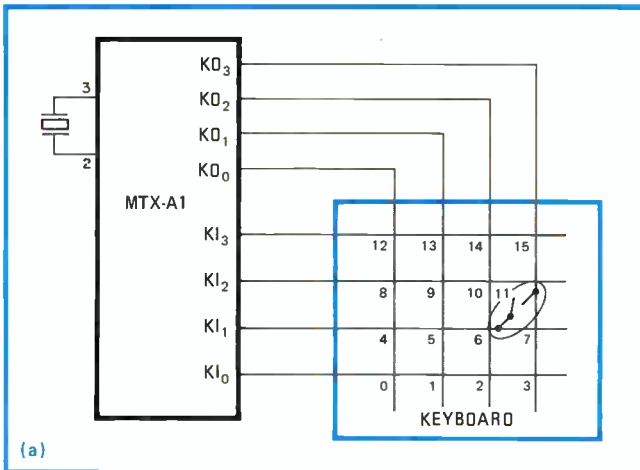 KO3
3
KO2
KO1
2
KO0
MTX-A1
KI3
12 13 14 15
KI2
8 9 10 11
KI1
4 5 6 7
KI0
0 1 2 3
KEYBOARD
(a)